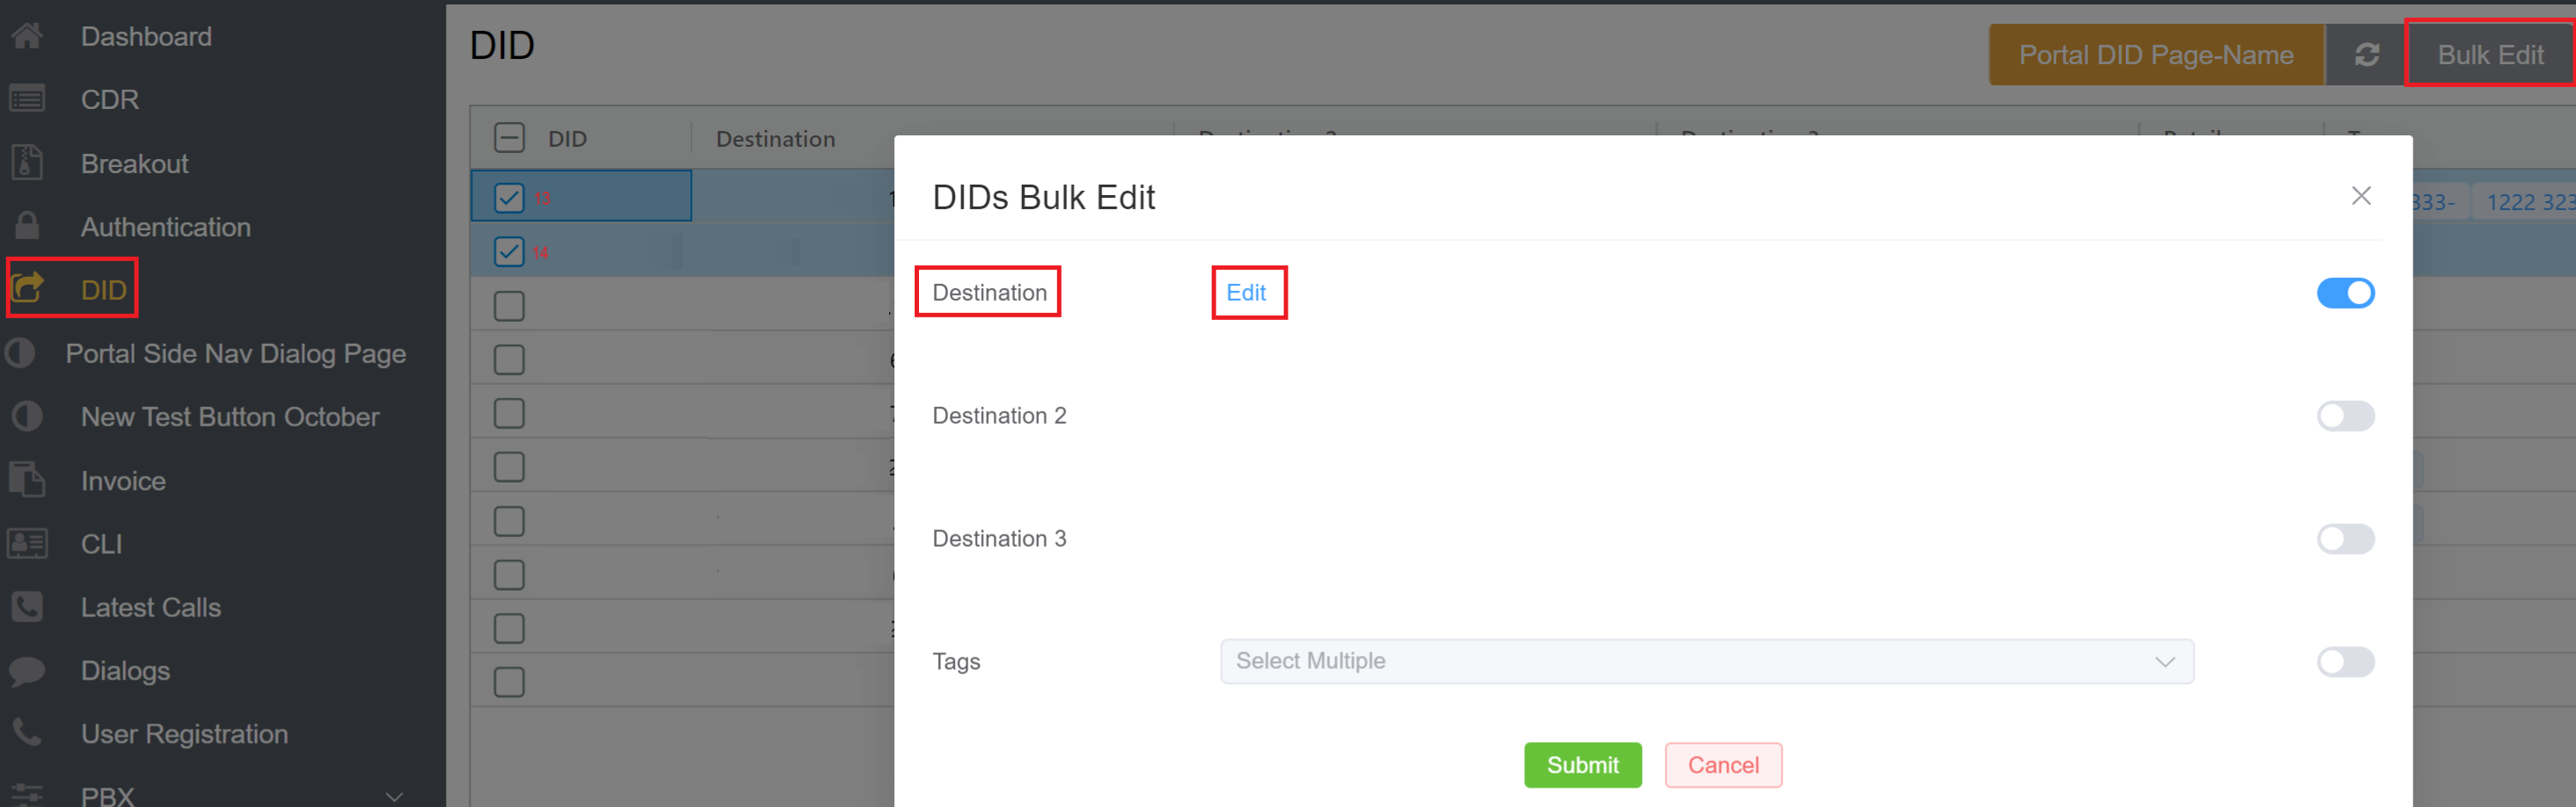 Dashboard
CDR
Breakout
Authentication
DID
Portal Side Nav Dialog Page
New Test Button October
Invoice
CLI
Latest Calls
Dialogs
User Registration
PBX
DID
Portal DID Page-Name
Bulk Edit
DID Destination
13
14
333- 1222 323
DIDs Bulk Edit
Destination Edit
Destination 2
Destination 3
Tags Select Multiple
Submit Cancel